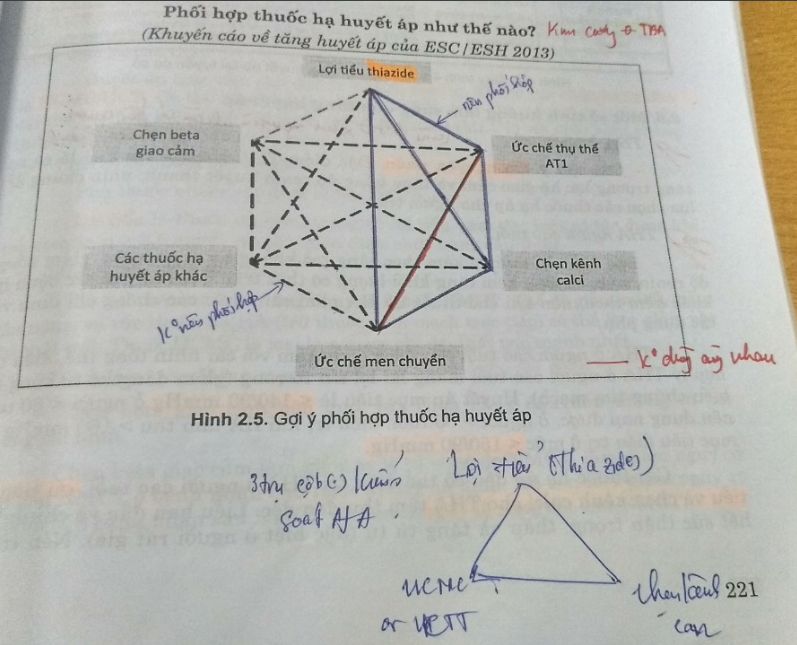 Phối hợp thuốc hạ huyết áp như thế nào? Kim cương θ THA
(Khuyến cáo về tăng huyết áp của ESC/ESH 2013)
Lợi tiểu thiazide
nên phối hợp
Chẹn beta
giao cảm
Ức chế thụ thể
AT1
Các thuốc hạ
huyết áp khác
Chẹn kênh
calci
K° nên phối hợp
Ức chế men chuyển
K° dùng cùng nhau
Hình 2.5. Gợi ý phối hợp thuốc hạ huyết áp
3 trụ cột (-) kiểm
soát HA
Lợi tiểu (Thiazides)
UCMC
or UCTT
chẹn kênh
can
221